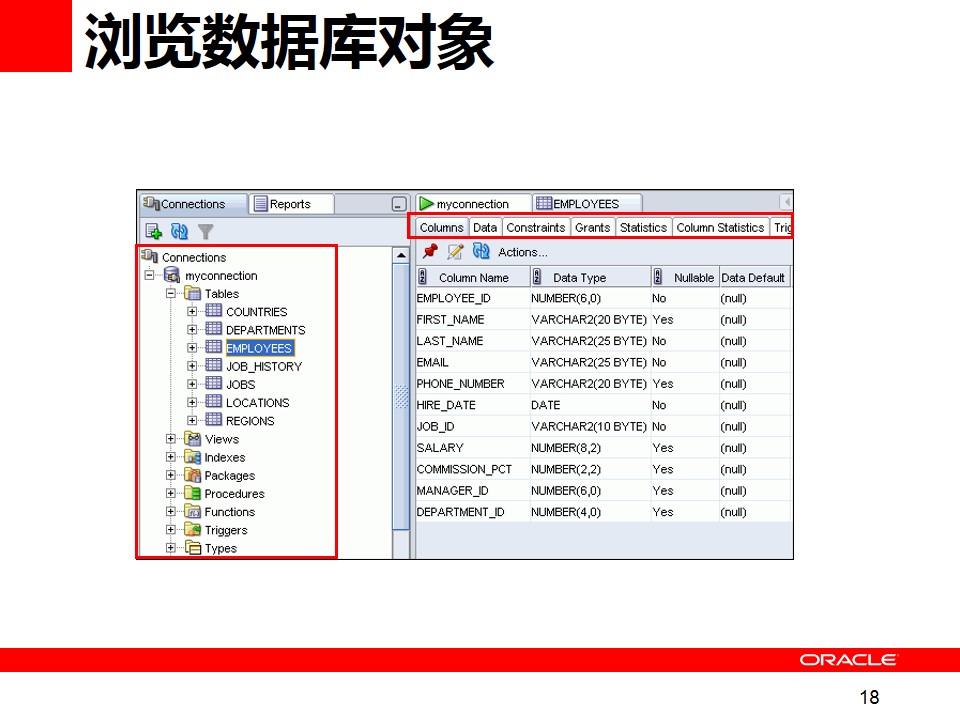 浏览数据库对象
Connections
Reports
Connections
myconnection
Tables
COUNTRIES
DEPARTMENTS
EMPLOYEES
JOB_HISTORY
JOBS
LOCATIONS
REGIONS
Views
Indexes
Packages
Procedures
Functions
Triggers
Types
myconnection EMPLOYEES
Columns Data Constraints Grants Statistics Column Statistics Trig
Actions...
Column Name Data Type Nullable Data Default
EMPLOYEE_ID NUMBER(6,0) No (null)
FIRST_NAME VARCHAR2(20 BYTE) Yes (null)
LAST_NAME VARCHAR2(25 BYTE) No (null)
EMAIL VARCHAR2(25 BYTE) No (null)
PHONE_NUMBER VARCHAR2(20 BYTE) Yes (null)
HIRE_DATE DATE No (null)
JOB_ID VARCHAR2(10 BYTE) No (null)
SALARY NUMBER(8,2) Yes (null)
COMMISSION_PCT NUMBER(2,2) Yes (null)
MANAGER_ID NUMBER(6,0) Yes (null)
DEPARTMENT_ID NUMBER(4,0) Yes (null)
ORACLE
18